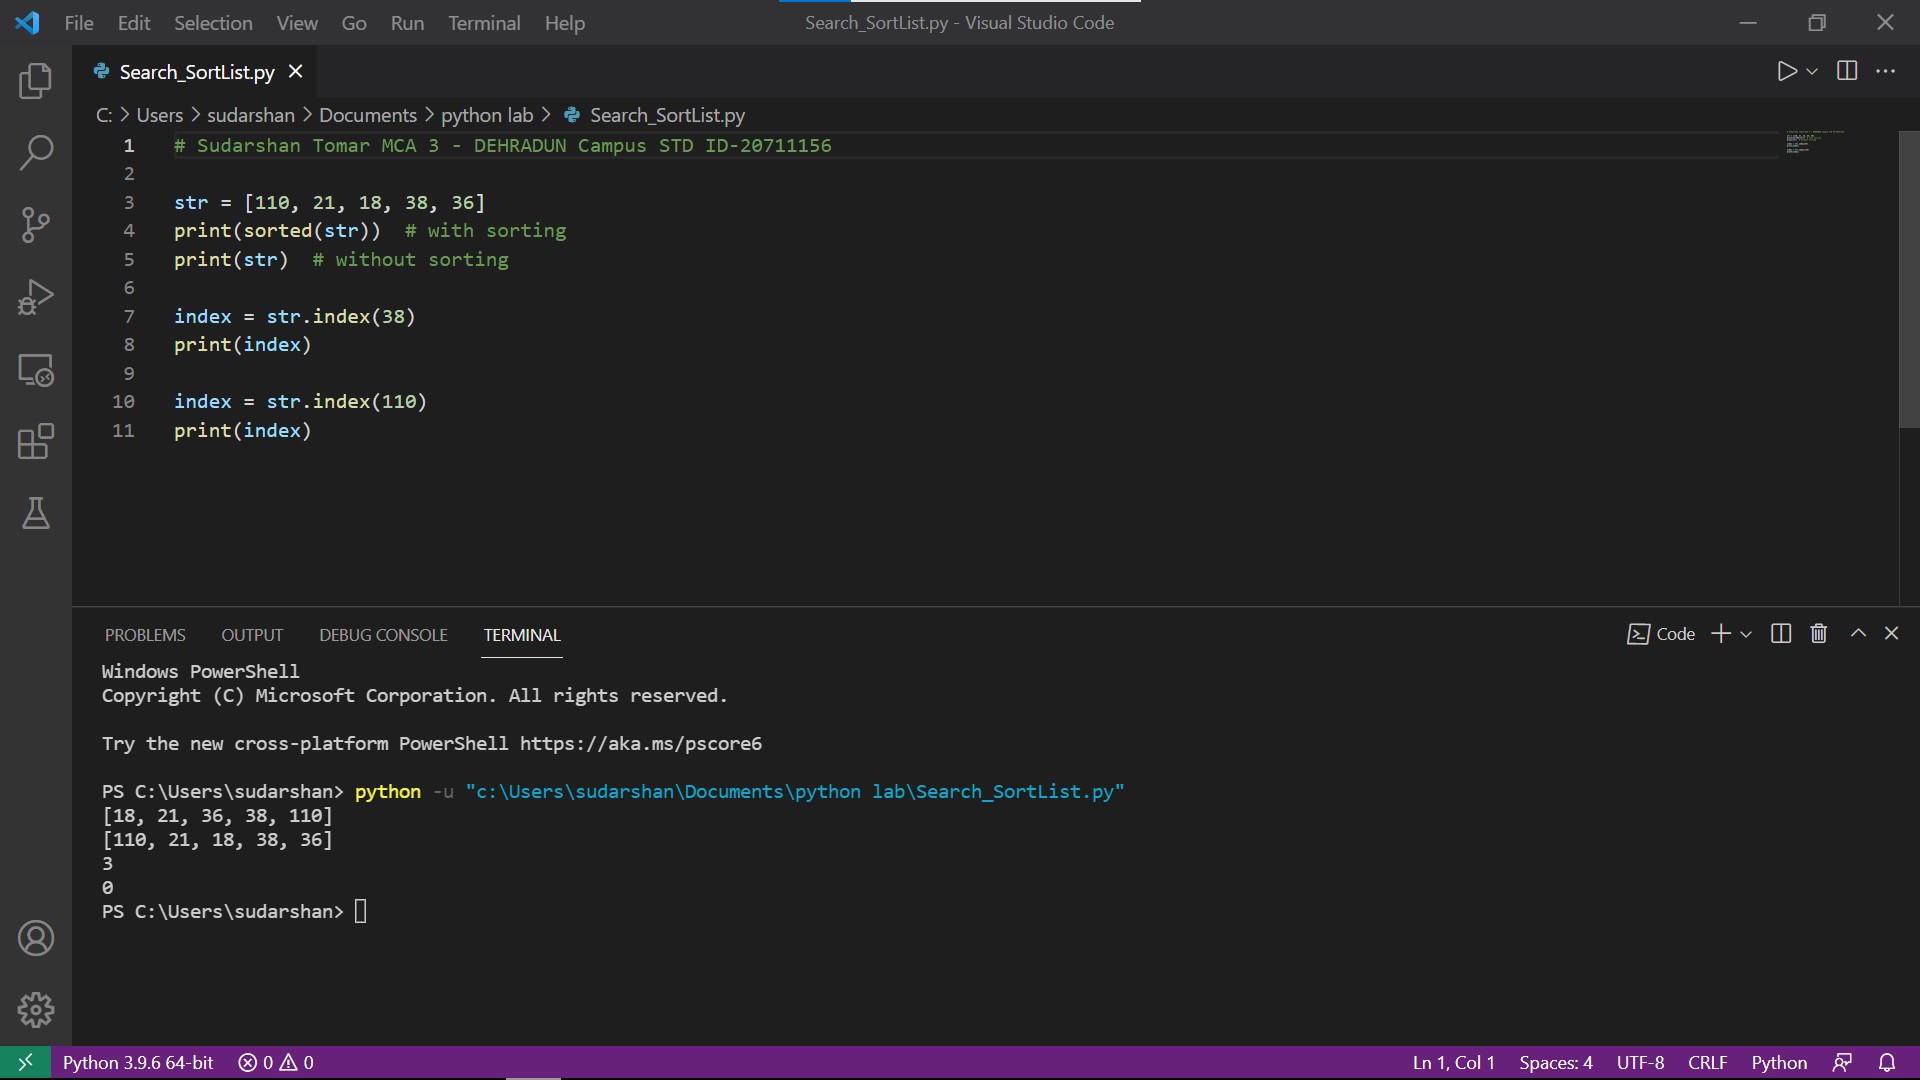 File Edit Selection View Go Run Terminal Help
Search_SortList.py - Visual Studio Code
Search_SortList.py
C: > Users > sudarshan > Documents > python lab > Search_SortList.py
1 # Sudarshan Tomar MCA 3 - DEHRADUN Campus STD ID-20711156
2
3 str = [110, 21, 18, 38, 36]
4 print(sorted(str))  # with sorting
5 print(str)  # without sorting
6
7 index = str.index(38)
8 print(index)
9
10 index = str.index(110)
11 print(index)
PROBLEMS OUTPUT DEBUG CONSOLE TERMINAL
Code
Windows PowerShell
Copyright (C) Microsoft Corporation. All rights reserved.
Try the new cross-platform PowerShell https://aka.ms/pscore6
PS C:\Users\sudarshan> python -u "c:\Users\sudarshan\Documents\python lab\Search_SortList.py"
[18, 21, 36, 38, 110]
[110, 21, 18, 38, 36]
3
0
PS C:\Users\sudarshan>
Python 3.9.6 64-bit 0 0
Ln 1, Col 1 Spaces: 4 UTF-8 CRLF Python